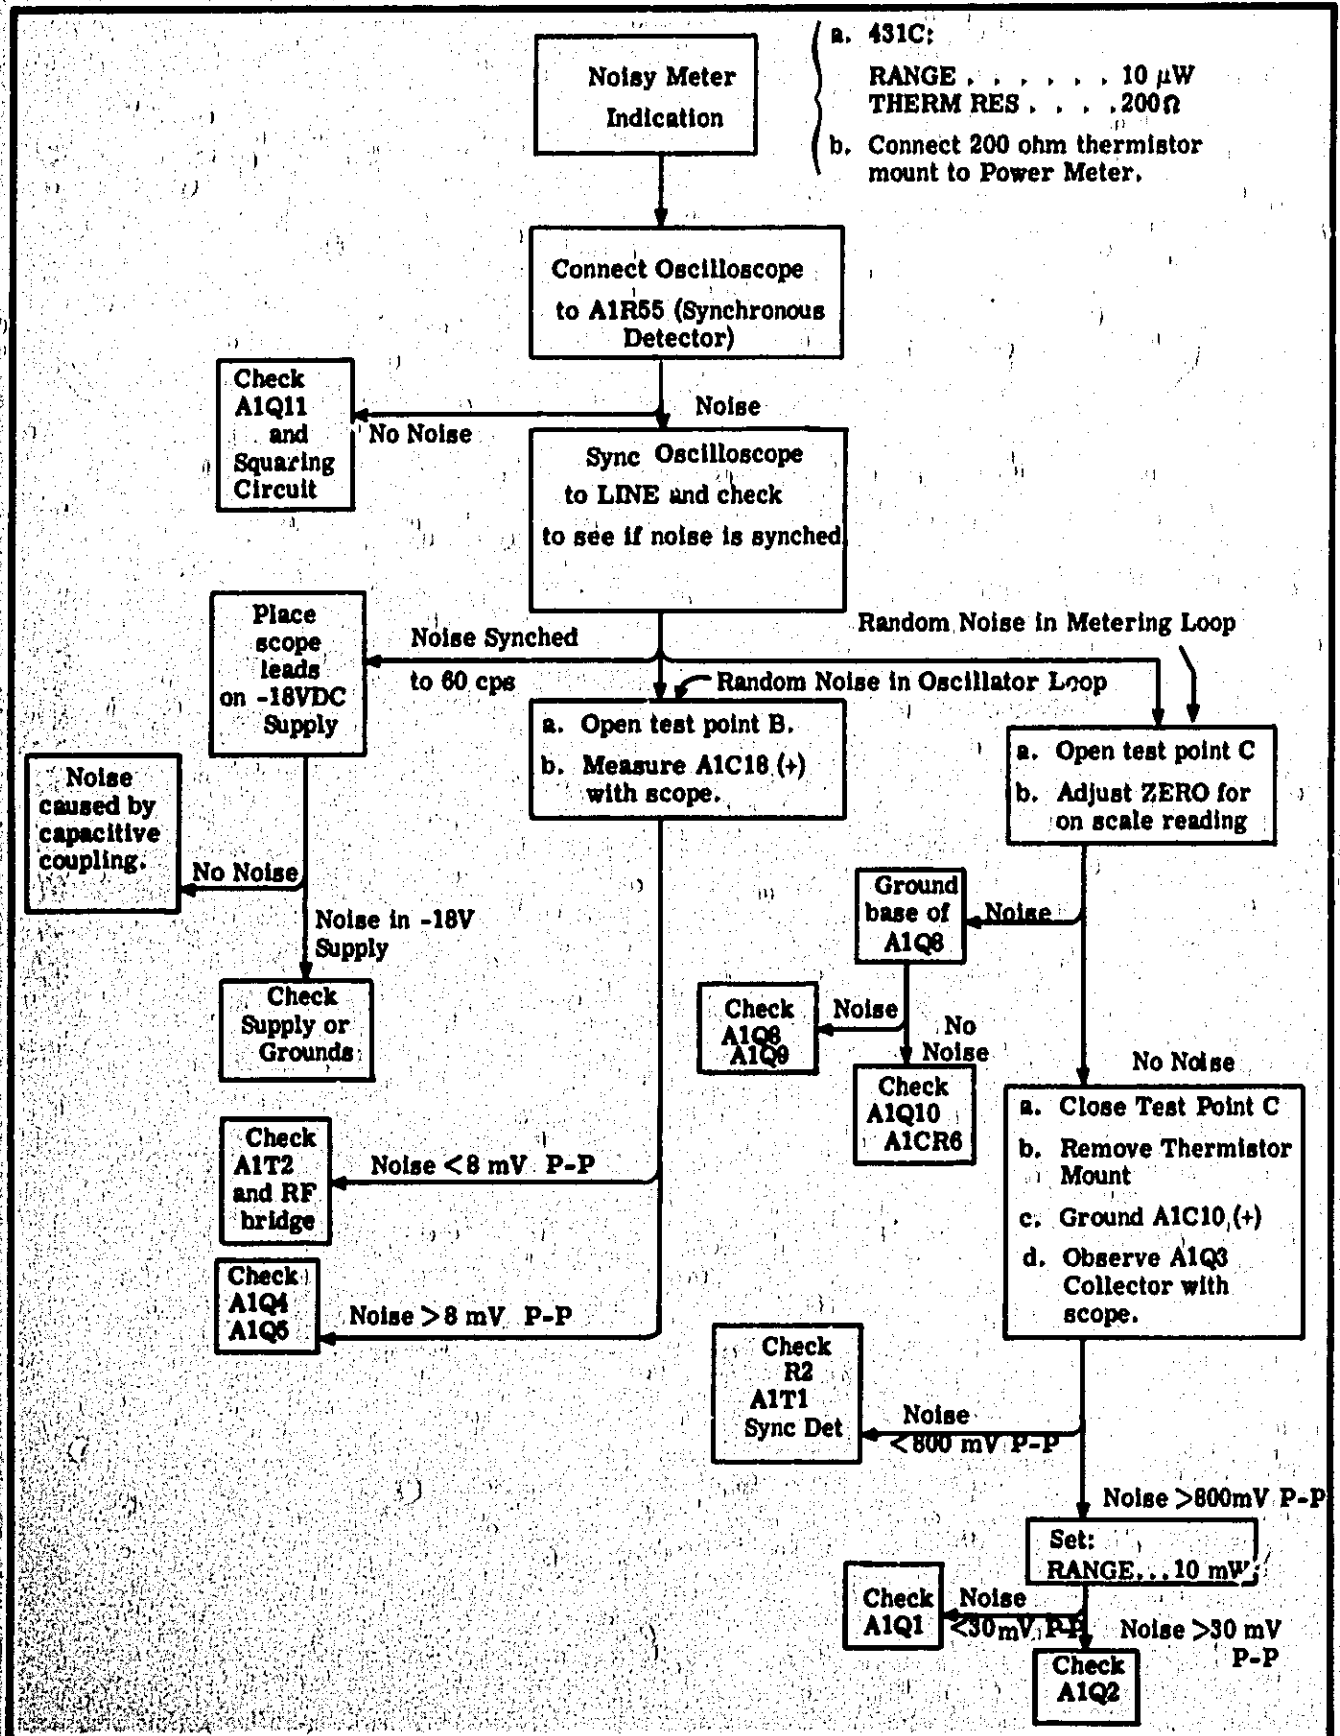 Noisy Meter
Indication
a. 431C:
RANGE . . . . . . 10 μW
THERM RES . . . . 200Ω
b. Connect 200 ohm thermistor
mount to Power Meter.
Connect Oscilloscope
to A1R55 (Synchronous
Detector)
Check
A1Q11
and
Squaring
Circuit
No Noise
Noise
Sync Oscilloscope
to LINE and check
to see if noise is synched
Place
scope
leads
on -18VDC
Supply
Noise Synched
to 60 cps
Random Noise in Metering Loop
Random Noise in Oscillator Loop
a. Open test point B.
b. Measure A1C18 (+)
with scope.
a. Open test point C
b. Adjust ZERO for
on scale reading
Noise
caused by
capacitive
coupling.
No Noise
Noise in -18V
Supply
Check
Supply or
Grounds
Ground
base of
A1Q8
Noise
Check
A1Q8
A1Q9
Noise
No
Noise
Check
A1Q10
A1CR6
No Noise
a. Close Test Point C
b. Remove Thermistor
Mount
c. Ground A1C10 (+)
d. Observe A1Q3
Collector with
scope.
Check
A1T2
and RF
bridge
Noise <8 mV P-P
Check
A1Q4
A1Q5
Noise >8 mV P-P
Check
R2
A1T1
Sync Det
Noise
<800 mV P-P
Noise >800mV P-P
Set:
RANGE...10 mW
Check
A1Q1
Noise
<30mV P-P
Noise >30 mV
P-P
Check
A1Q2